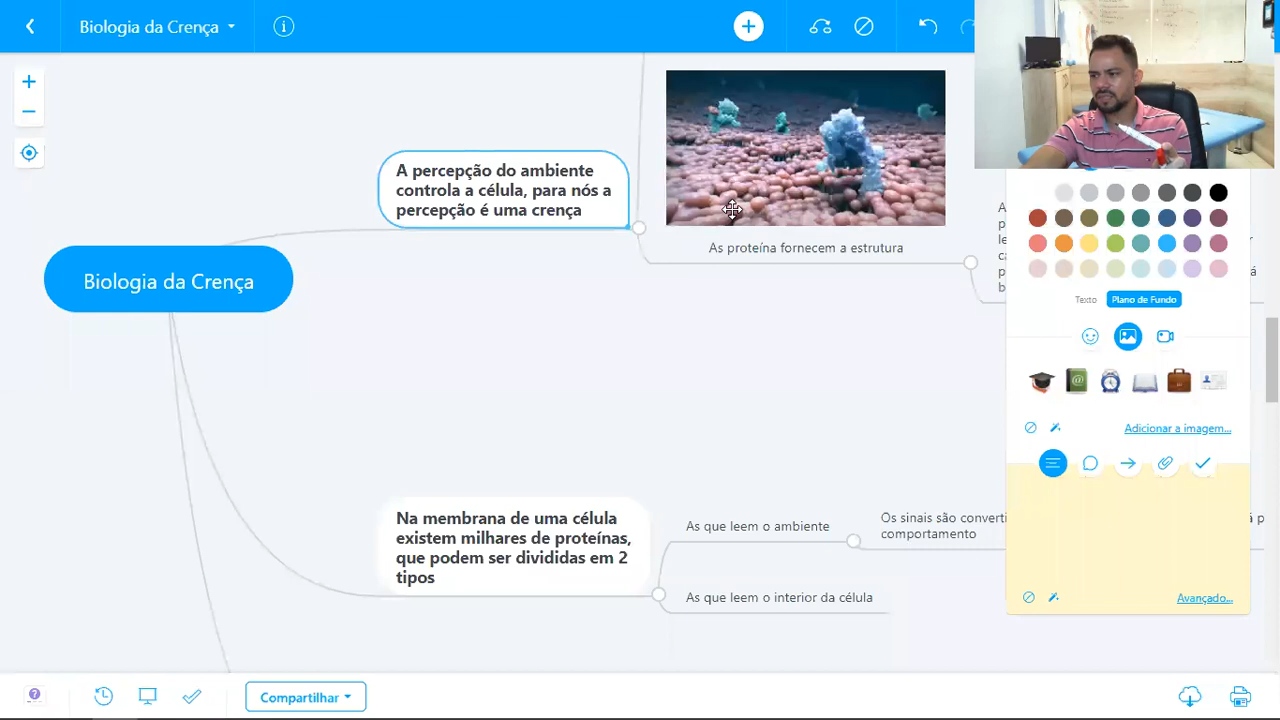 Biologia da Crença
A percepção do ambiente
controla a célula, para nós a
percepção é uma crença
As proteína fornecem a estrutura
Biologia da Crença
Texto
Plano de Fundo
Adicionar a imagem...
Na membrana de uma célula
existem milhares de proteínas,
que podem ser divididas em 2
tipos
As que leem o ambiente
Os sinais são converti
comportamento
As que leem o interior da célula
Avançado...
Compartilhar